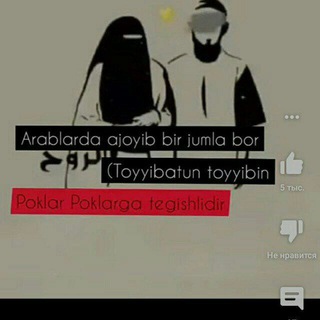 Arablarda ajoyib bir jumla bor
(Toyyibatun toyyibin
Poklar Poklarga tegishlidir
5 тыс.
Не нравится